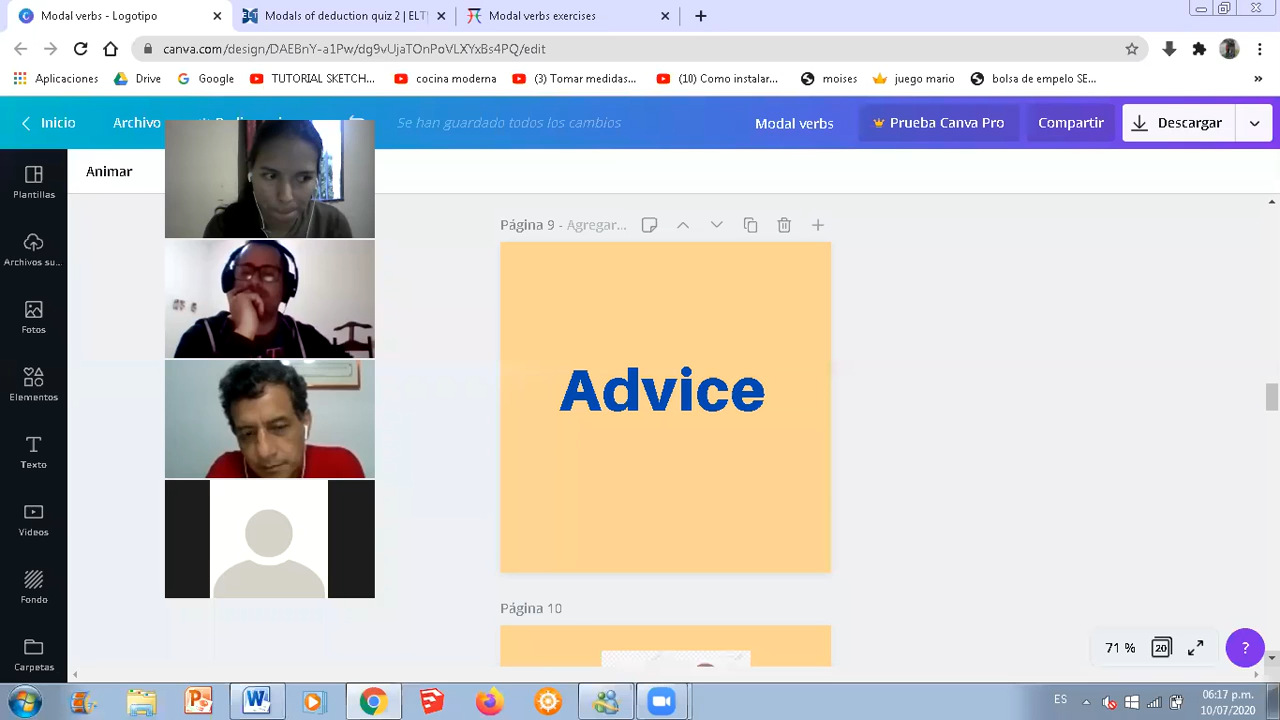 Modal verbs - Logotipo
Modals of deduction quiz 2 | ELT
Modal verbs exercises
canva.com/design/DAEBnY-a1Pw/dg9vUjaTOnPoVLXYxBs4PQ/edit
Aplicaciones
Drive
Google
TUTORIAL SKETCH...
cocina moderna
(3) Tomar medidas...
(10) Como instalar...
moises
juego mario
bolsa de empelo SE...
Inicio
Archivo
Se han guardado todos los cambios
Modal verbs
Prueba Canva Pro
Compartir
Descargar
Animar
Plantillas
Archivos su...
Fotos
Elementos
Texto
Videos
Fondo
Carpetas
Página 9 - Agregar...
Advice
Página 10
71 %
20
?
ES
06:17 p.m.
10/07/2020